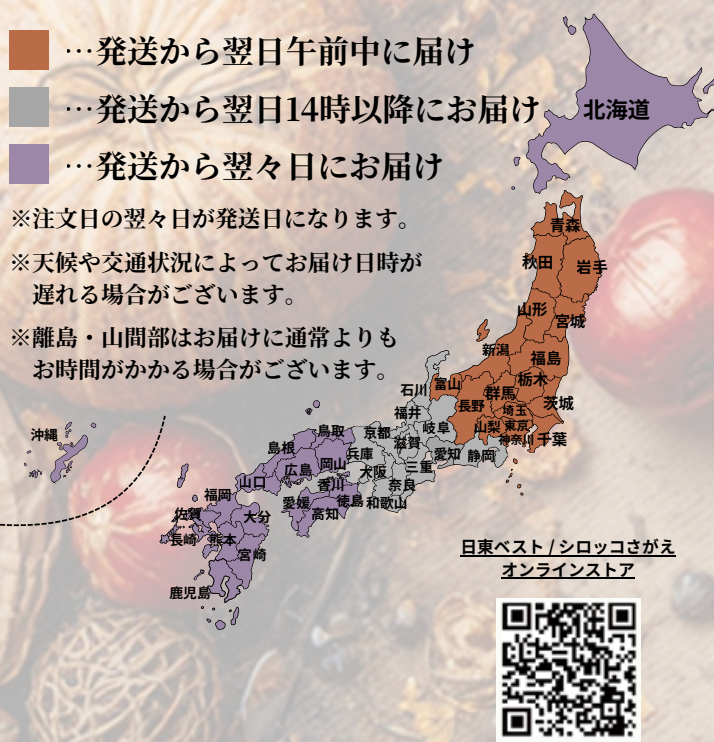 …発送から翌日午前中に届け
…発送から翌日14時以降にお届け
…発送から翌々日にお届け
※注文日の翌々日が発送日になります。
※天候や交通状況によってお届け日時が
遅れる場合がございます。
※離島・山間部はお届けに通常よりも
お時間がかかる場合がございます。
北海道
青森
秋田
岩手
山形
宮城
新潟
福島
石川
富山
群馬
栃木
長野
埼玉
茨城
福井
岐阜
山梨
東京
神奈川
千葉
鳥取
京都
滋賀
沖縄
島根
兵庫
愛知
静岡
広島
岡山
大阪
三重
山口
香川
奈良
福岡
愛媛
徳島
和歌山
佐賀
大分
高知
長崎
熊本
宮崎
鹿児島
日東ベスト / シロッコさがえ
オンラインストア